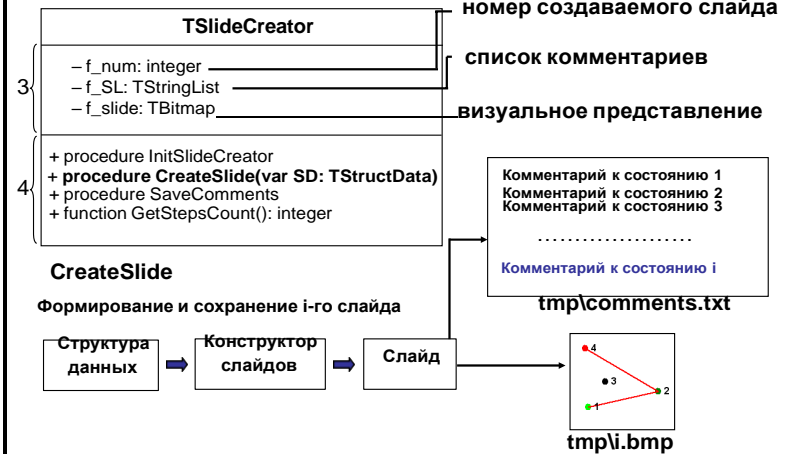 номер создаваемого слайда
TSlideCreator
3
– f_num: integer
– f_SL: TStringList
– f_slide: TBitmap
список комментариев
визуальное представление
4
+ procedure InitSlideCreator
+ procedure CreateSlide(var SD: TStructData)
+ procedure SaveComments
+ function GetStepsCount(): integer
Комментарий к состоянию 1
Комментарий к состоянию 2
Комментарий к состоянию 3
. . . . . . . . . . . . . . . . . . . . .
Комментарий к состоянию i
tmp\comments.txt
CreateSlide
Формирование и сохранение i-го слайда
Структура
данных
Конструктор
слайдов
Слайд
4
3
2
1
tmp\i.bmp